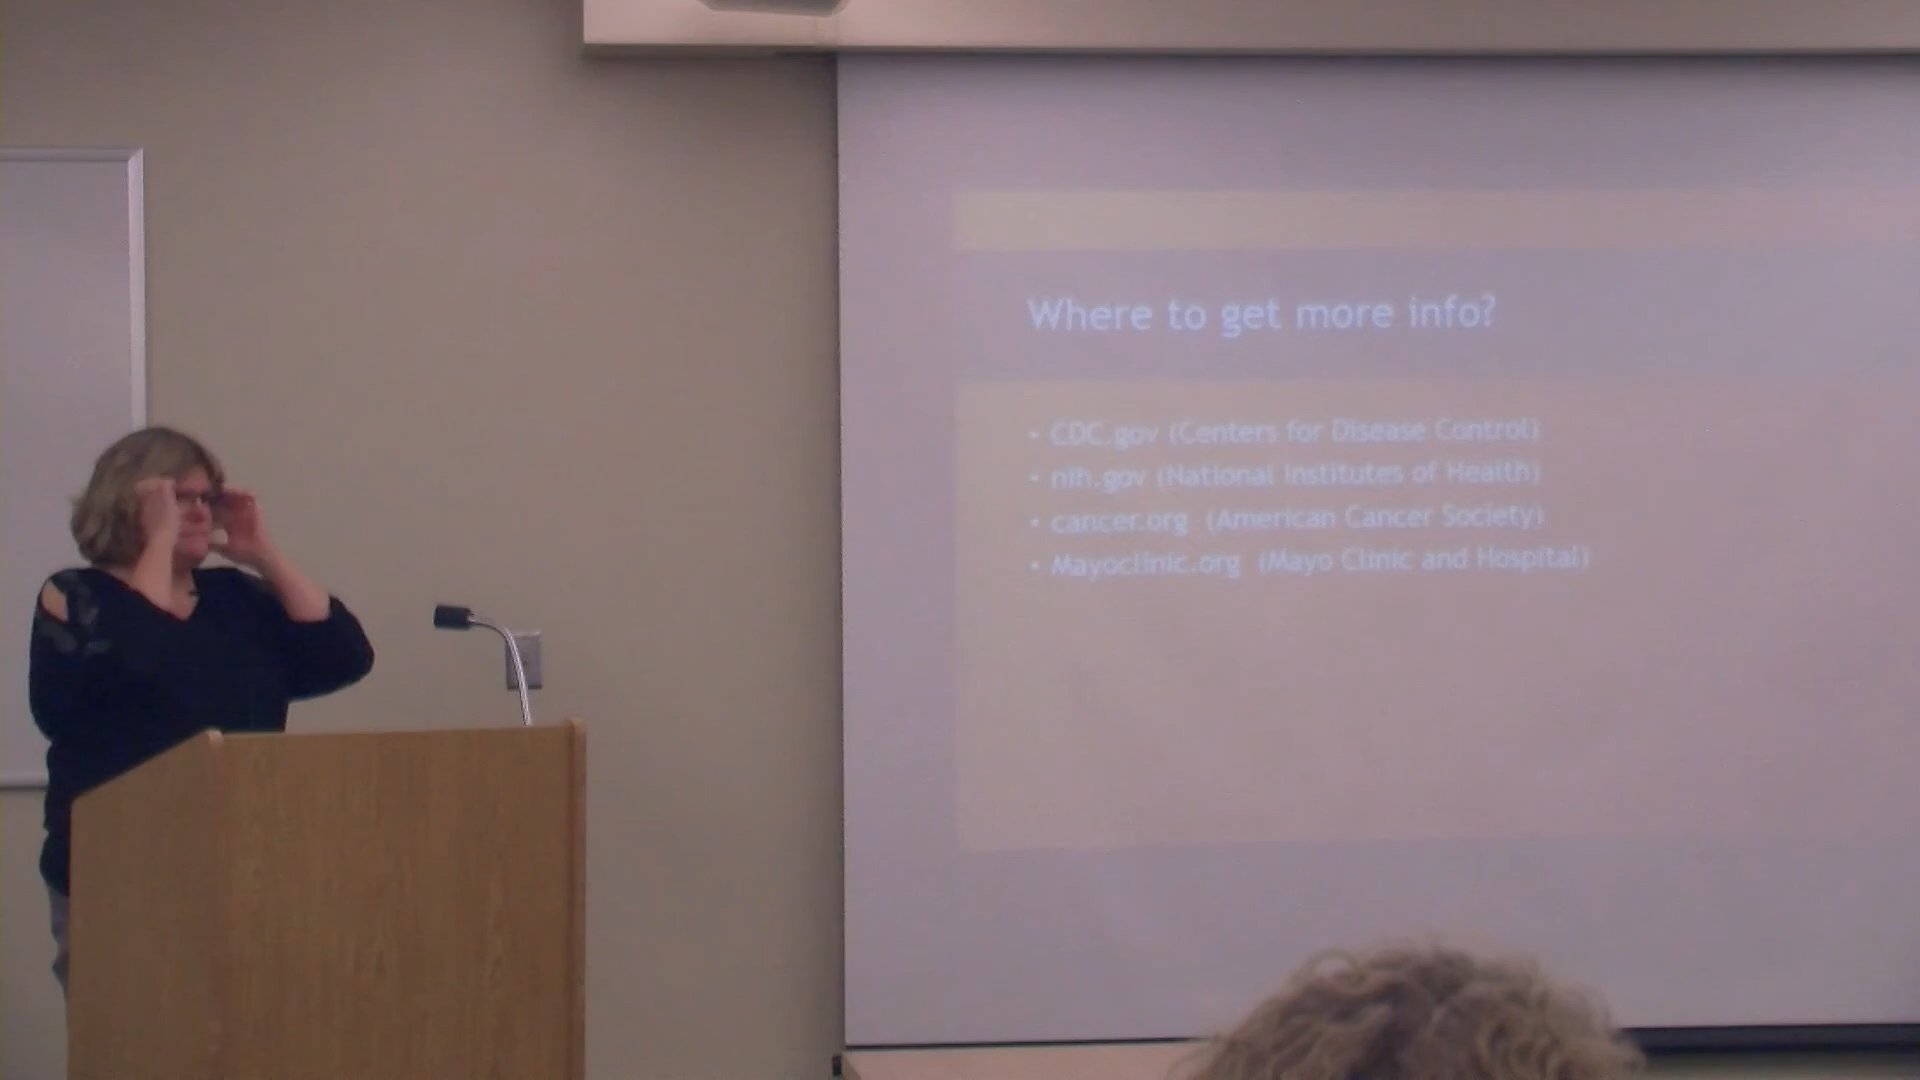 Where to get more info?
• CDC.gov (Centers for Disease Control)
• nih.gov (National Institutes of Health)
• cancer.org (American Cancer Society)
• Mayoclinic.org (Mayo Clinic and Hospital)